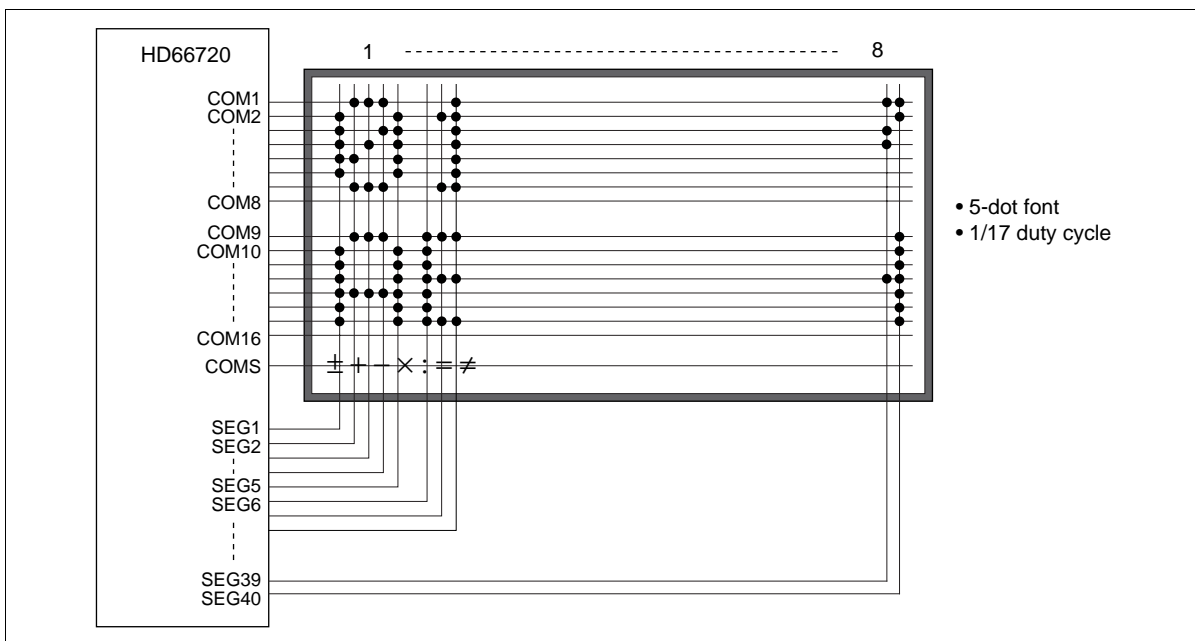 HD66720
1 8
COM1
COM2
COM8
COM9
COM10
COM16
COMS ± + − × : = ≠
SEG1
SEG2
SEG5
SEG6
SEG39
SEG40
• 5-dot font
• 1/17 duty cycle